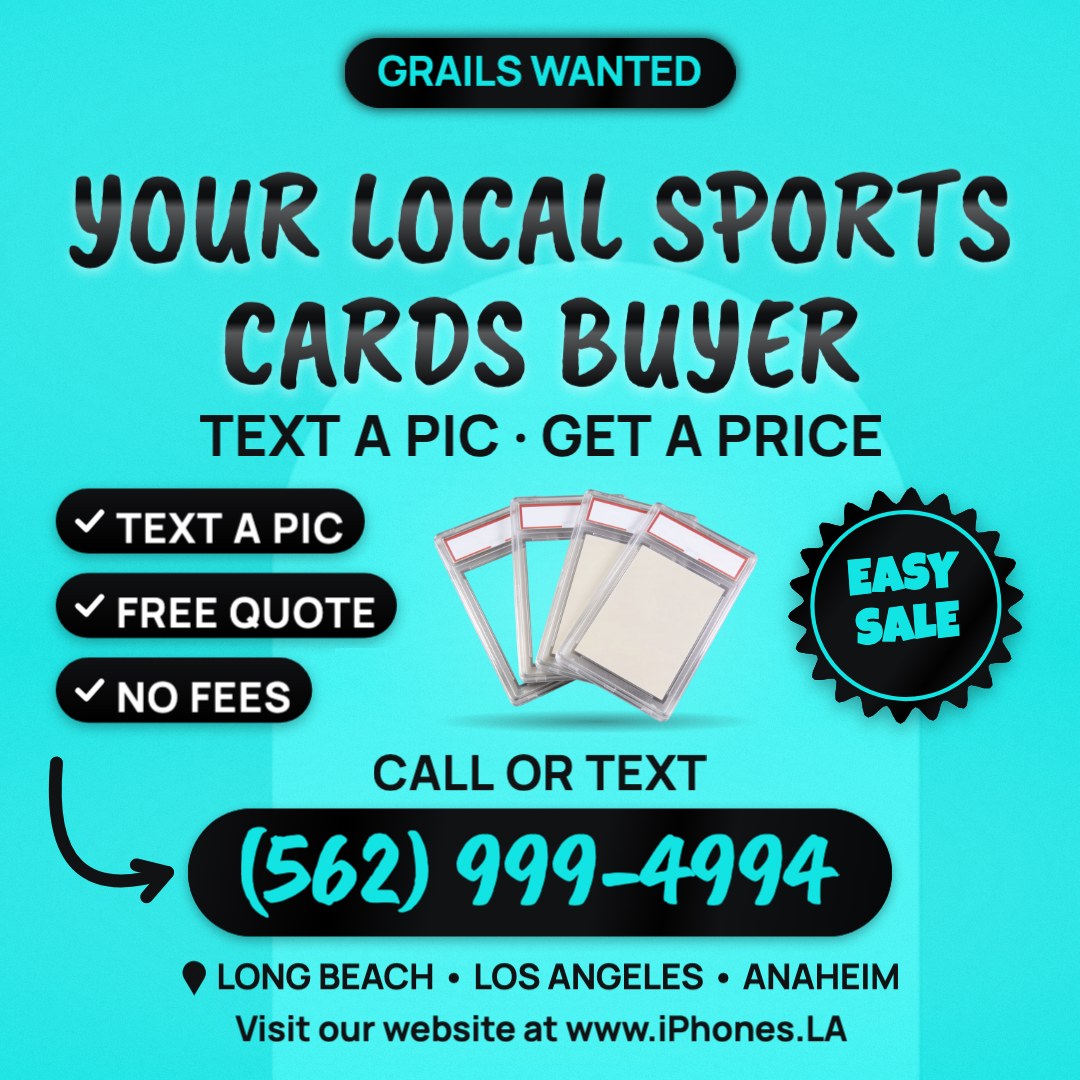 GRAILS WANTED
YOUR LOCAL SPORTS
CARDS BUYER
TEXT A PIC · GET A PRICE
TEXT A PIC
FREE QUOTE
NO FEES
EASY
SALE
CALL OR TEXT
(562) 999-4994
LONG BEACH • LOS ANGELES • ANAHEIM
Visit our website at www.iPhones.LA